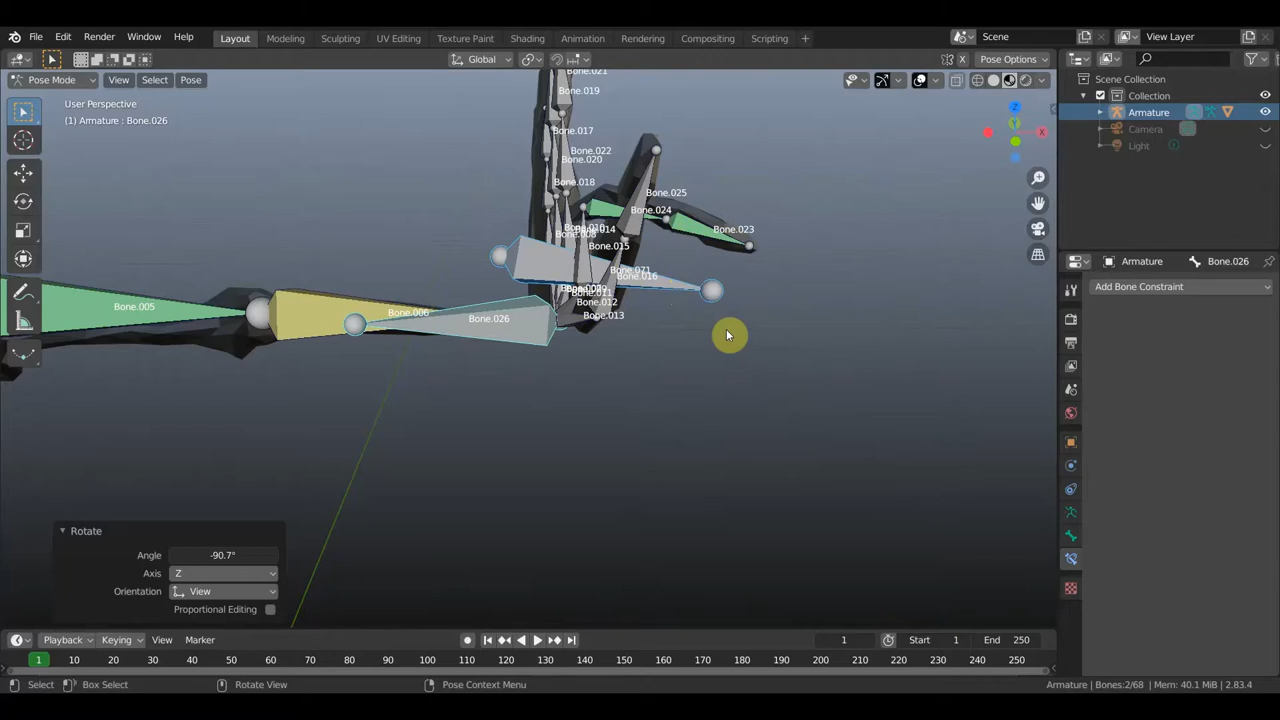 File Edit Render Window Help
Layout Modeling Sculpting UV Editing Texture Paint Shading Animation Rendering Compositing Scripting +
Scene
View Layer
Global
X
Pose Options
Pose Mode View Select Pose
User Perspective
(1) Armature : Bone.026
Scene Collection
Collection
Armature
Camera
Light
Z
Y
X
Bone.021
Bone.019
Bone.017
Bone.022
Bone.020
Bone.018
Bone.025
Bone.024
Bone.023
Bone.015
Bone.071
Bone.016
Bone.011
Bone.012
Bone.013
Bone.005
Bone.006
Bone.026
Armature
Bone.026
Add Bone Constraint
Rotate
Angle -90.7°
Axis Z
Orientation View
Proportional Editing
Playback Keying View Marker
1
Start 1
End 250
1 10 20 30 40 50 60 70 80 90 100 110 120 130 140 150 160 170 180 190 200 210 220 230 240 250
Select Box Select Rotate View Pose Context Menu
Armature | Bones:2/68 | Mem: 40.1 MiB | 2.83.4